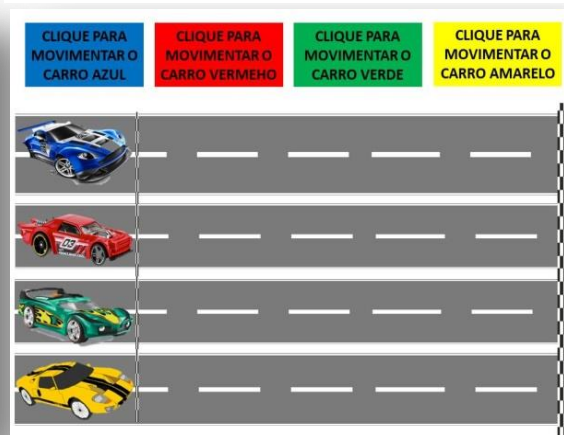 CLIQUE PARA
MOVIMENTAR O
CARRO AZUL
CLIQUE PARA
MOVIMENTAR O
CARRO VERMEHO
CLIQUE PARA
MOVIMENTAR O
CARRO VERDE
CLIQUE PARA
MOVIMENTAR O
CARRO AMARELO